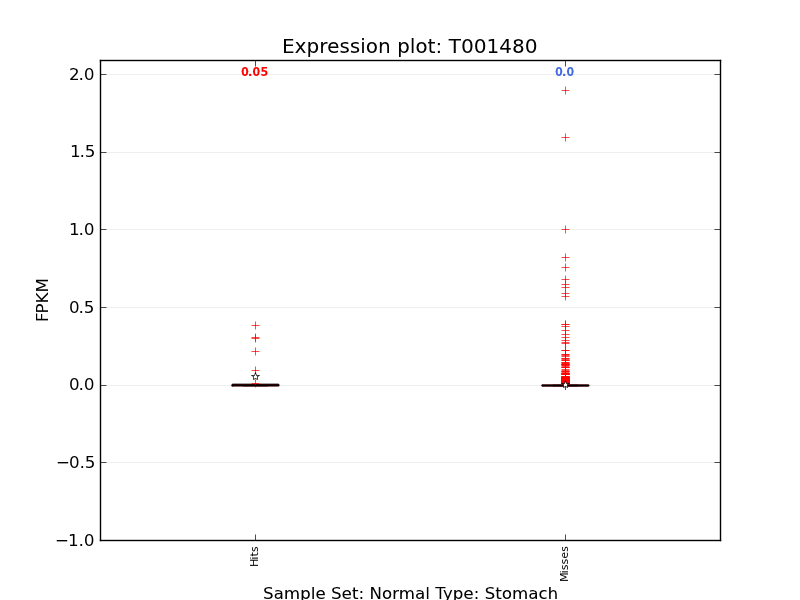 Expression plot: T001480
0.05
0.0
2.0
1.5
1.0
0.5
0.0
−0.5
−1.0
FPKM
Hits
Misses
Sample Set: Normal Type: Stomach